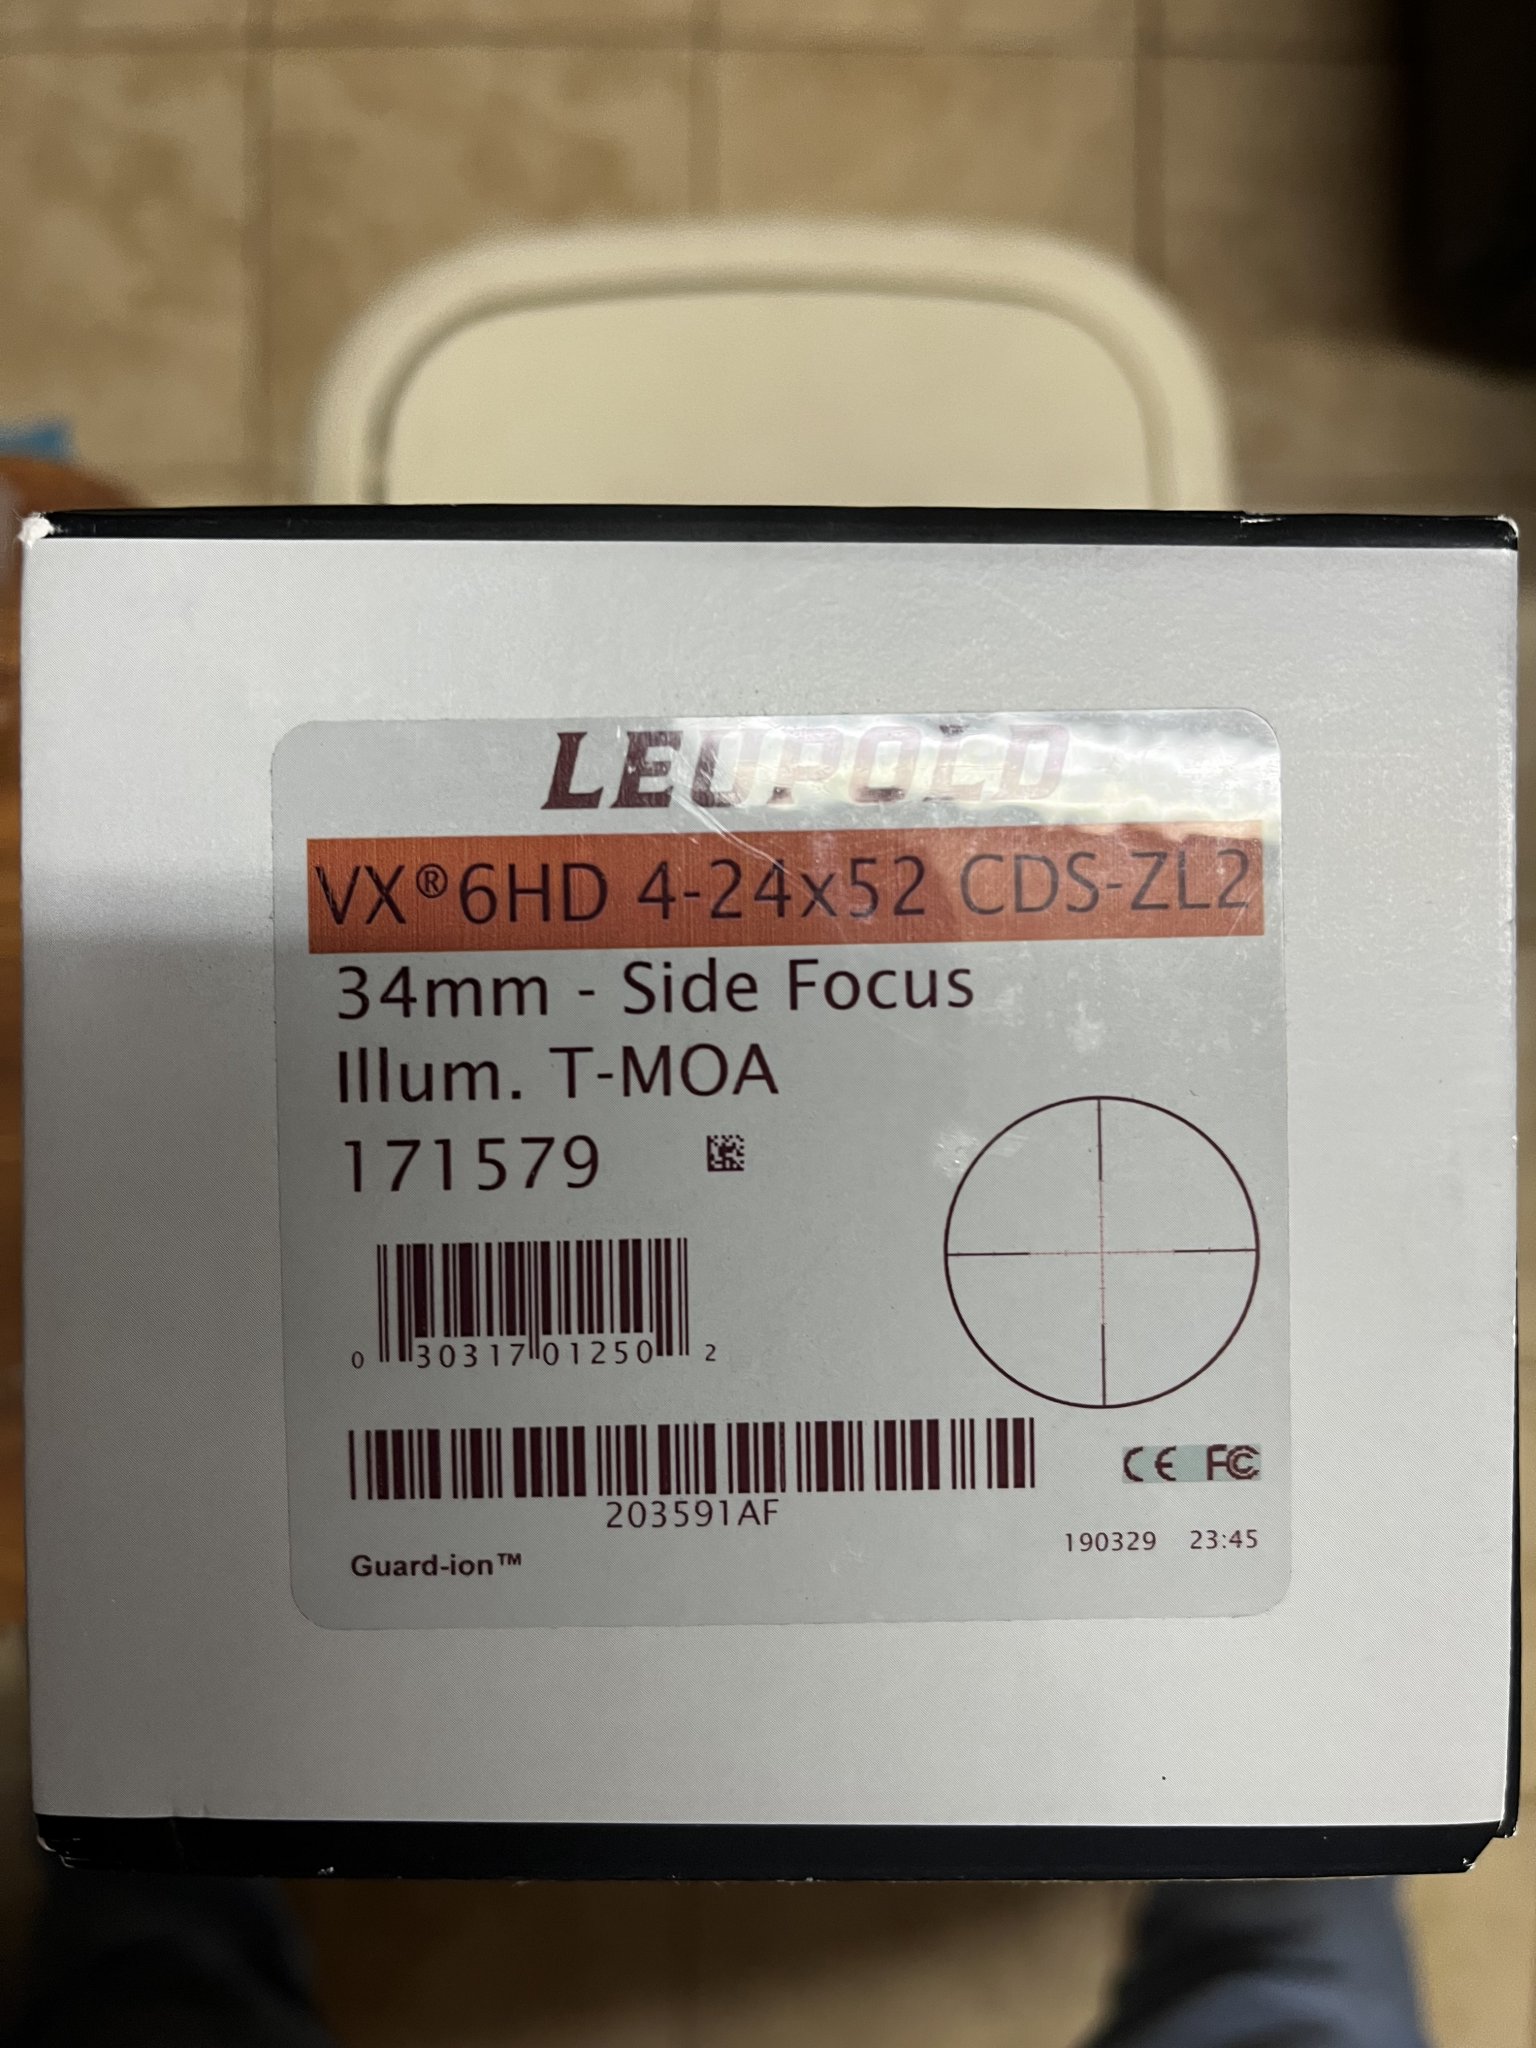 LEUPOLD
VX®6HD 4-24x52 CDS-ZL2
34mm - Side Focus
Illum. T-MOA
171579
0 30317 01250 2
203591AF
CE FC
190329 23:45
Guard-ion™